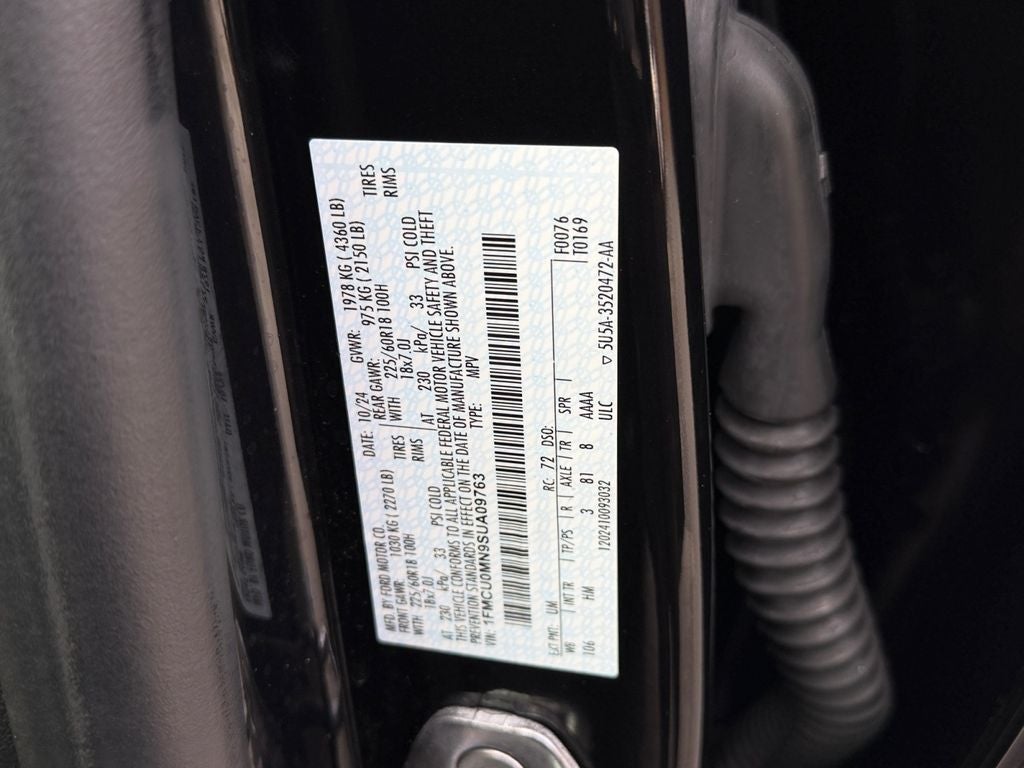 MFD. BY FORD MOTOR CO. DATE: 10/24 GVWR: 1978 KG ( 4360 LB)
FRONT GAWR: 1030 KG ( 2270 LB) REAR GAWR: 975 KG ( 2150 LB)
WITH 225/60R18 100H TIRES WITH 225/60R18 100H TIRES
18x7.0J RIMS 18x7.0J RIMS
AT 230 kPa/ 33 PSI COLD AT 230 kPa/ 33 PSI COLD
THIS VEHICLE CONFORMS TO ALL APPLICABLE FEDERAL MOTOR VEHICLE SAFETY AND THEFT
PREVENTION STANDARDS IN EFFECT ON THE DATE OF MANUFACTURE SHOWN ABOVE.
VIN: 1FMCU0MN9SUA09763 TYPE: MPV
EXT PNT: UM RC: 72 DSO: F0076
WB INT TR TP/PS R AXLE TR SPR T0169
106 HM 3 81 8 AAAA
1202410093032 ULC 5U5A-3520472-AA